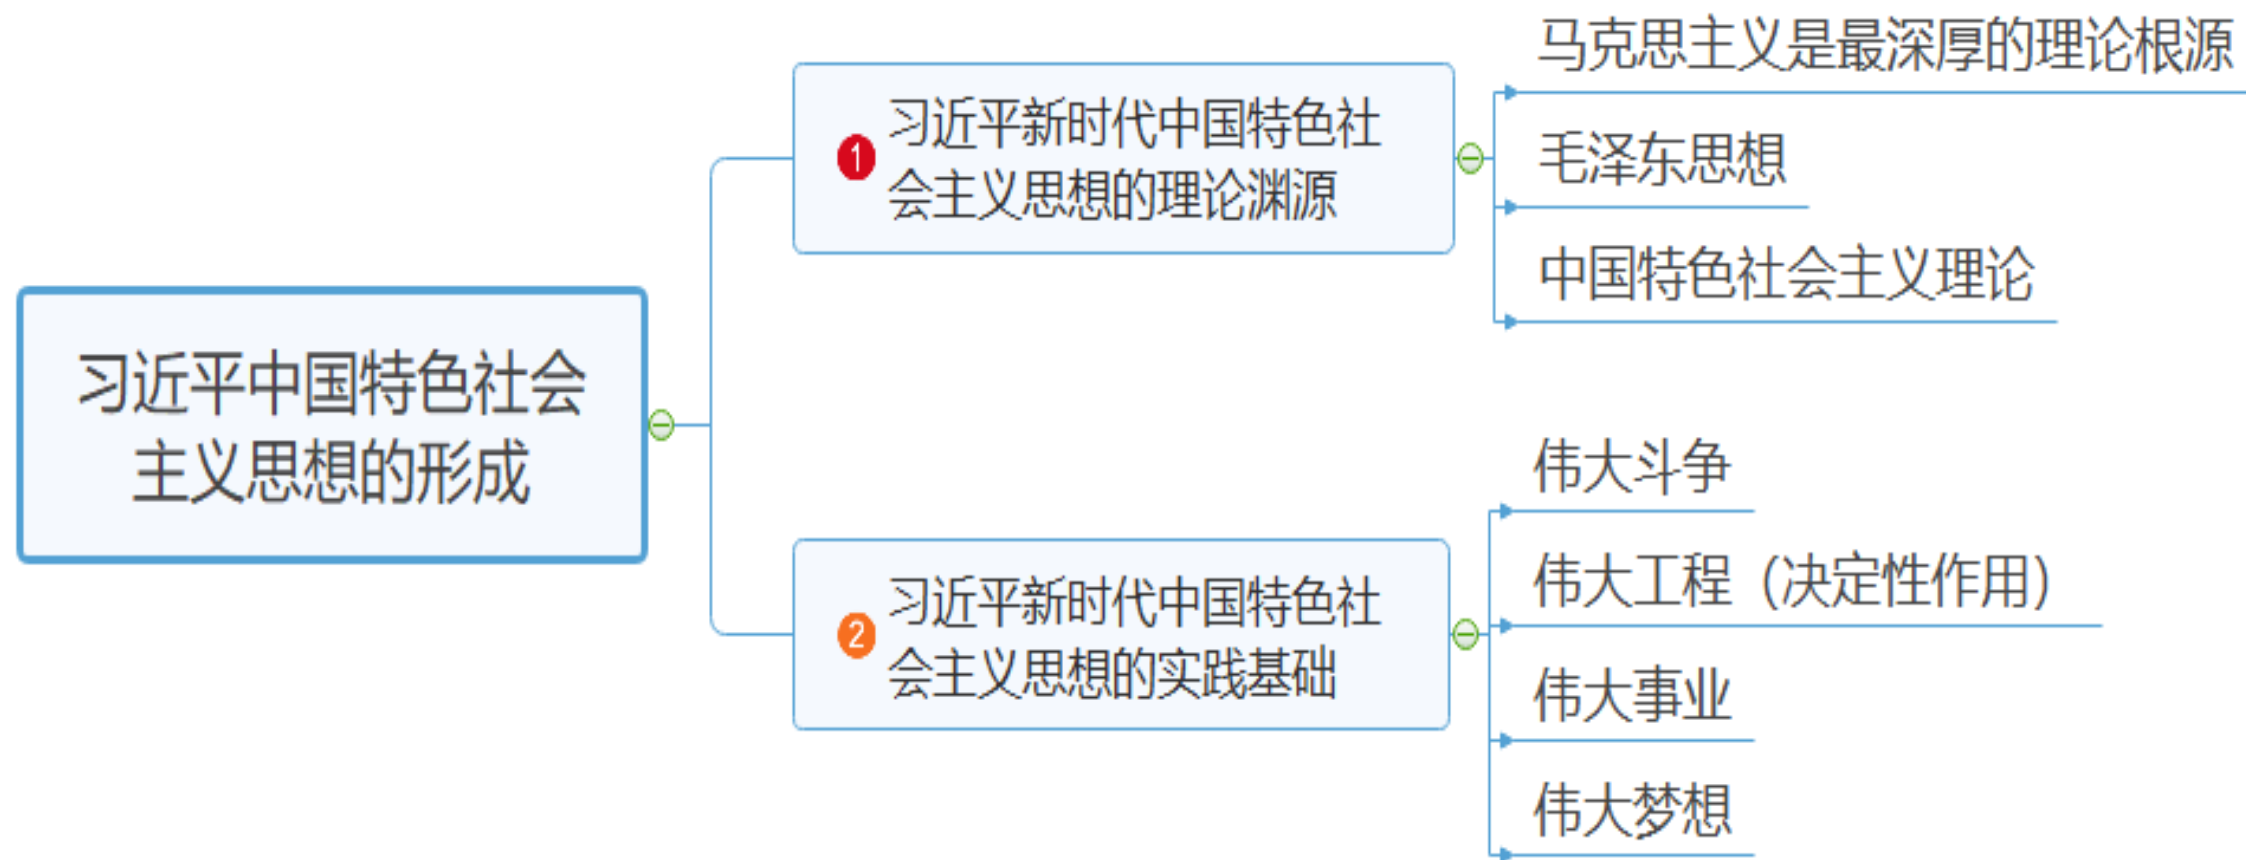 习近平中国特色社会
主义思想的形成
1
习近平新时代中国特色社
会主义思想的理论渊源
马克思主义是最深厚的理论根源
毛泽东思想
中国特色社会主义理论
2
习近平新时代中国特色社
会主义思想的实践基础
伟大斗争
伟大工程（决定性作用）
伟大事业
伟大梦想